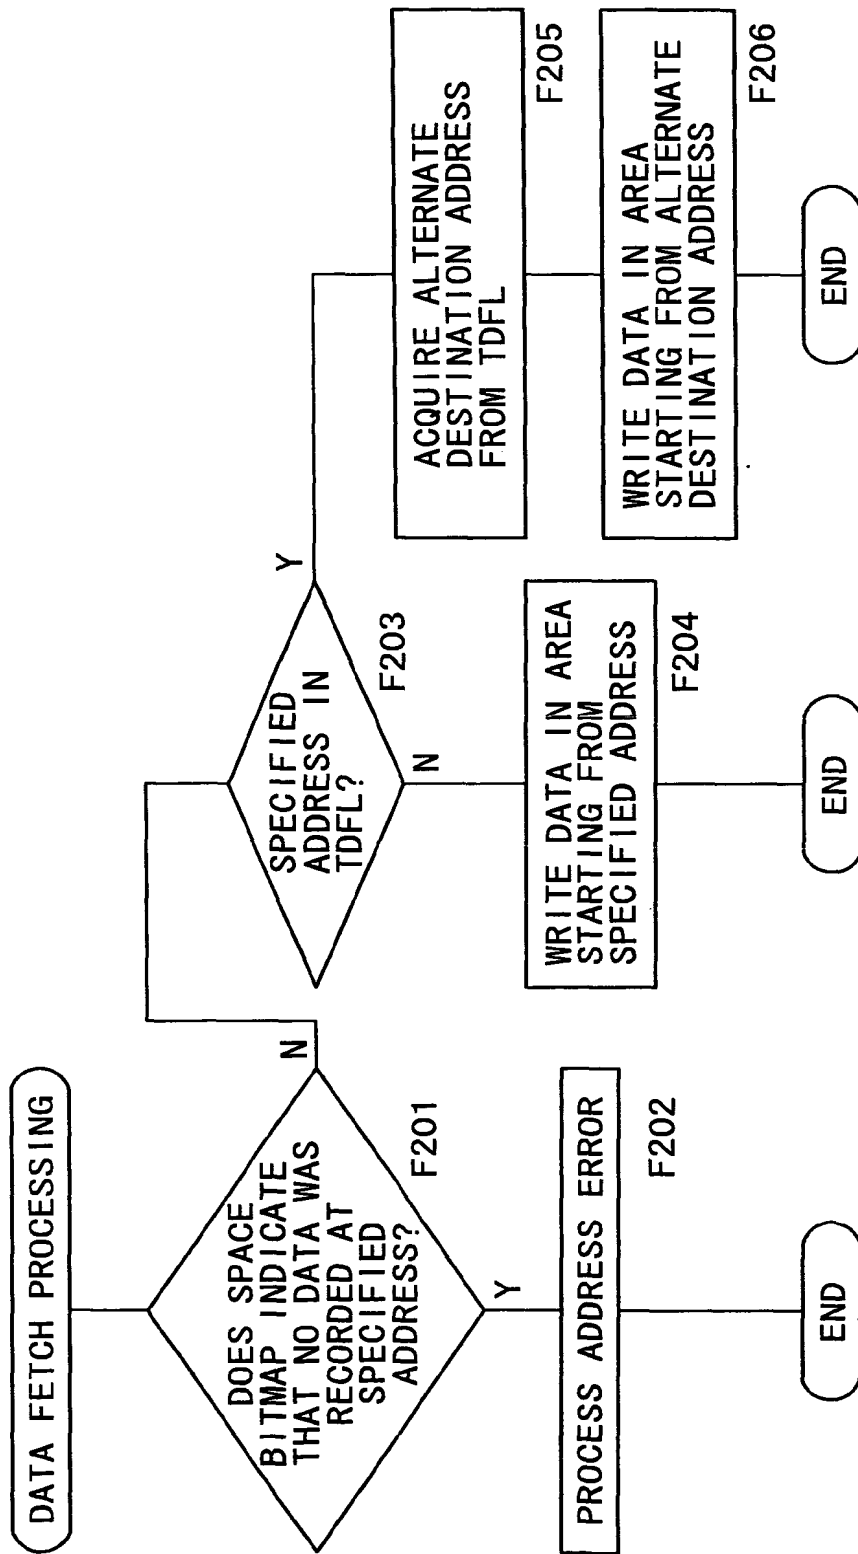 DATA FETCH PROCESSING
DOES SPACE
BITMAP INDICATE
THAT NO DATA WAS
RECORDED AT
SPECIFIED
ADDRESS?
F201
N
Y
PROCESS ADDRESS ERROR
F202
END
SPECIFIED
ADDRESS IN
TDFL?
F203
Y
N
WRITE DATA IN AREA
STARTING FROM
SPECIFIED ADDRESS
F204
END
ACQUIRE ALTERNATE
DESTINATION ADDRESS
FROM TDFL
F205
WRITE DATA IN AREA
STARTING FROM ALTERNATE
DESTINATION ADDRESS
F206
END